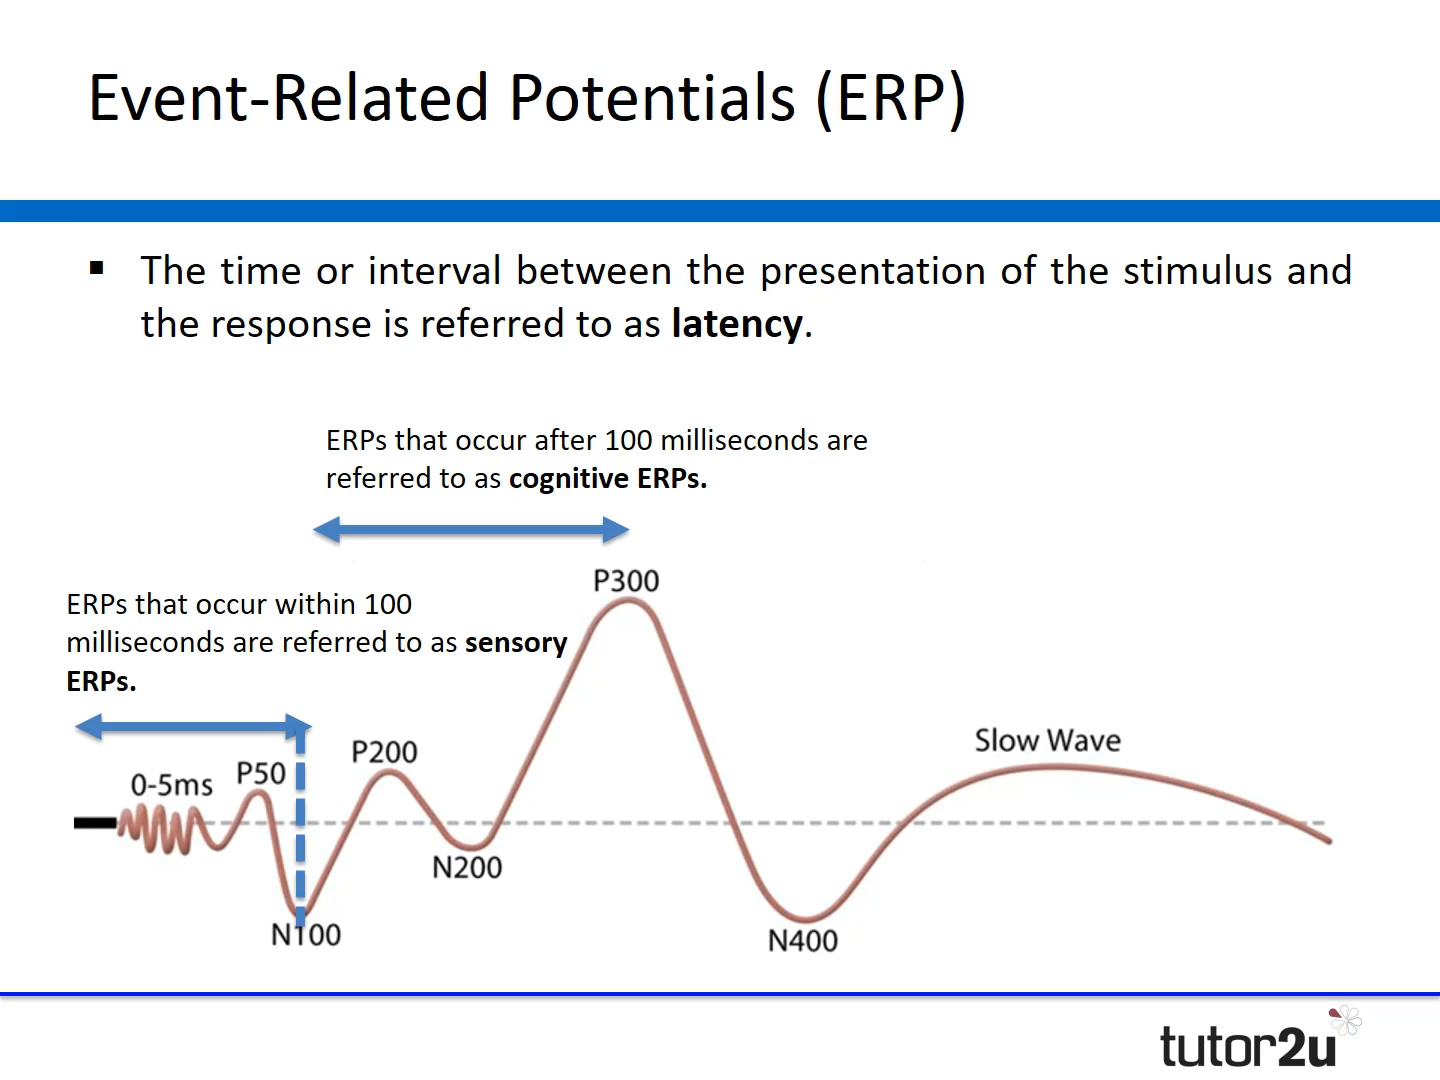 Event-Related Potentials (ERP)
▪ The time or interval between the presentation of the stimulus and
the response is referred to as latency.
ERPs that occur after 100 milliseconds are
referred to as cognitive ERPs.
P300
ERPs that occur within 100
milliseconds are referred to as sensory
ERPs.
0-5ms
P50
P200
Slow Wave
N200
N100
N400
tutor2u